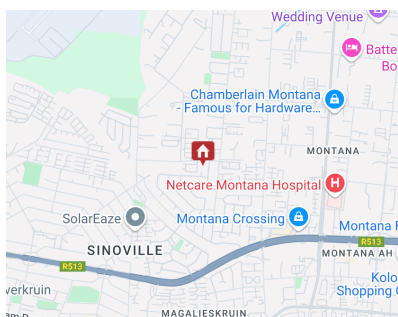 Wedding Venue
Batte
Bo
Chamberlain Montana
- Famous for Hardware...
MONTANA
Netcare Montana Hospital
H
SolarEaze
Montana Crossing
Montana F
R513
SINOVILLE
MONTANA AH
R513
Kolo
Shopping C
verkruin
MAGALIESKRUIN